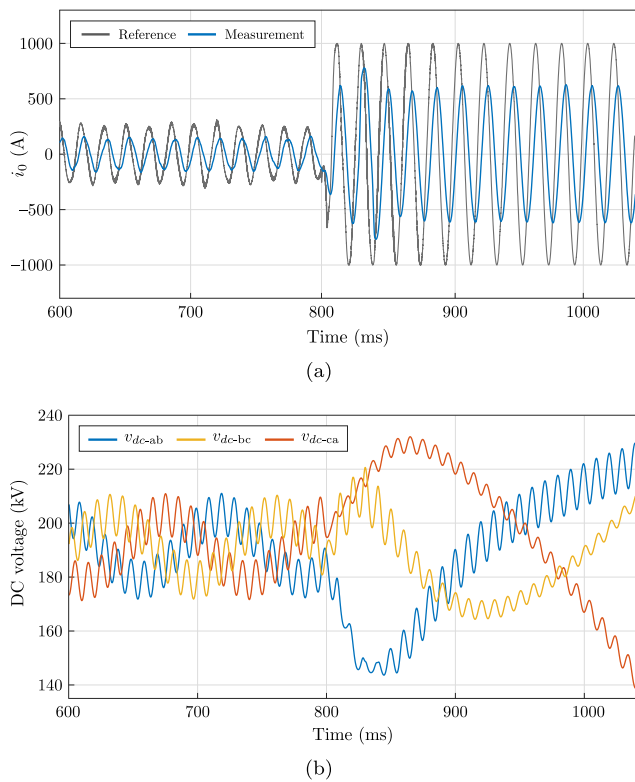 Reference Measurement
1000
500
0
−500
−1000
i0 (A)
600 700 800 900 1000
Time (ms)
(a)
240
220
200
180
160
140
DC voltage (kV)
vdc-ab vdc-bc vdc-ca
600 700 800 900 1000
Time (ms)
(b)